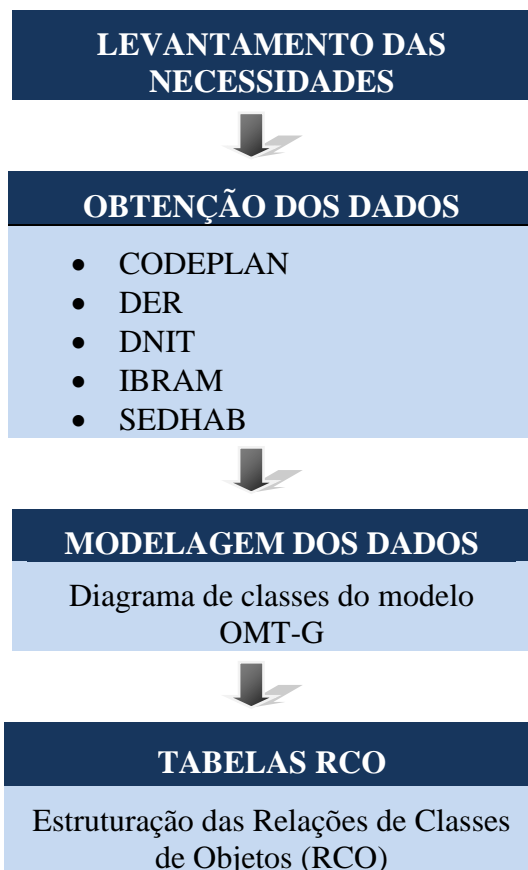 LEVANTAMENTO DAS
NECESSIDADES
OBTENÇÃO DOS DADOS
• CODEPLAN
• DER
• DNIT
• IBRAM
• SEDHAB
MODELAGEM DOS DADOS
Diagrama de classes do modelo
OMT-G
TABELAS RCO
Estruturação das Relações de Classes
de Objetos (RCO)